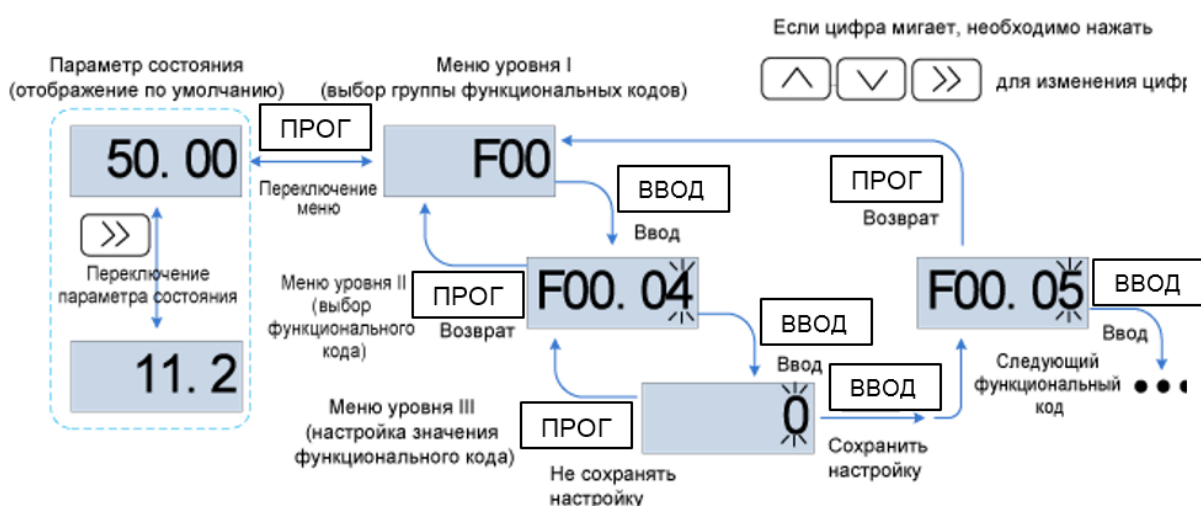 Если цифра мигает, необходимо нажать
для изменения цифр
Параметр состояния
(отображение по умолчанию)
Меню уровня I
(выбор группы функциональных кодов)
50. 00
ПРОГ
Переключение
меню
F00
ВВОД
Ввод
ПРОГ
Возврат
Переключение
параметра состояния
11. 2
Меню уровня II
(выбор
функционального
кода)
ПРОГ
Возврат
F00. 04
ВВОД
Ввод
F00. 05
ВВОД
Ввод
Следующий
функциональный
код
Меню уровня III
(настройка значения
функционального кода)
ПРОГ
Не сохранять
настройку
0
ВВОД
Сохранить
настройку